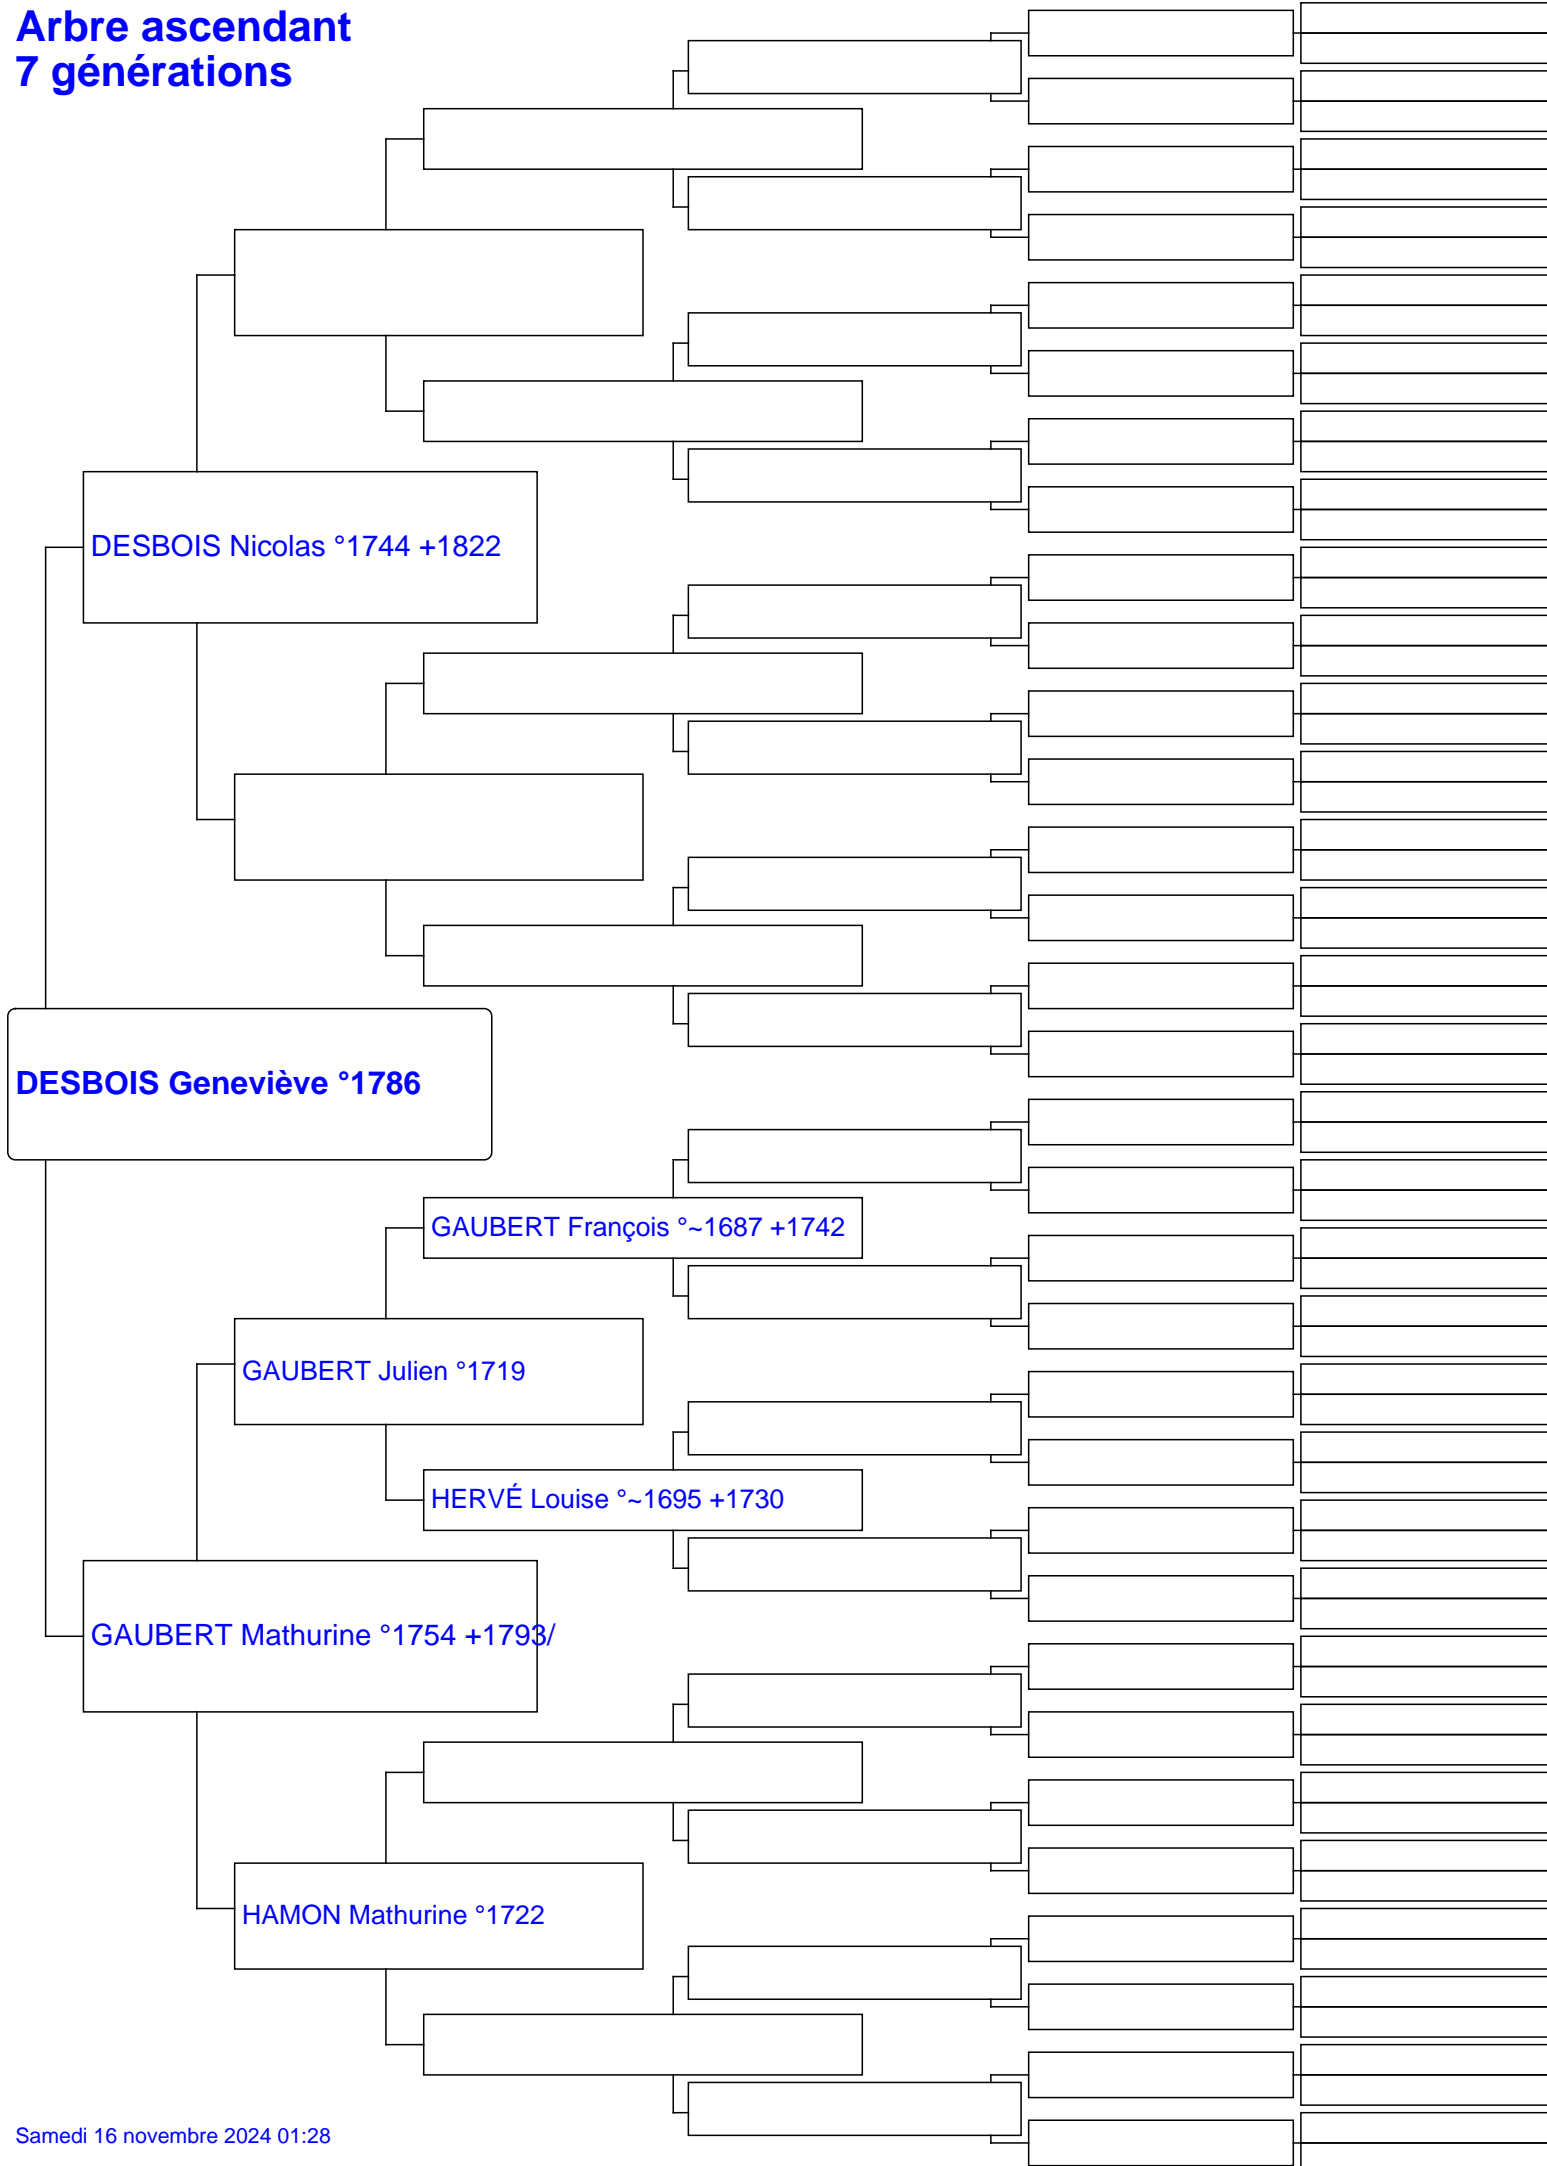 Arbre ascendant
7 générations
DESBOIS Nicolas °1744 +1822
DESBOIS Geneviève °1786
GAUBERT François °~1687 +1742
GAUBERT Julien °1719
HERVÉ Louise °~1695 +1730
GAUBERT Mathurine °1754 +1793/
HAMON Mathurine °1722
Samedi 16 novembre 2024 01:28